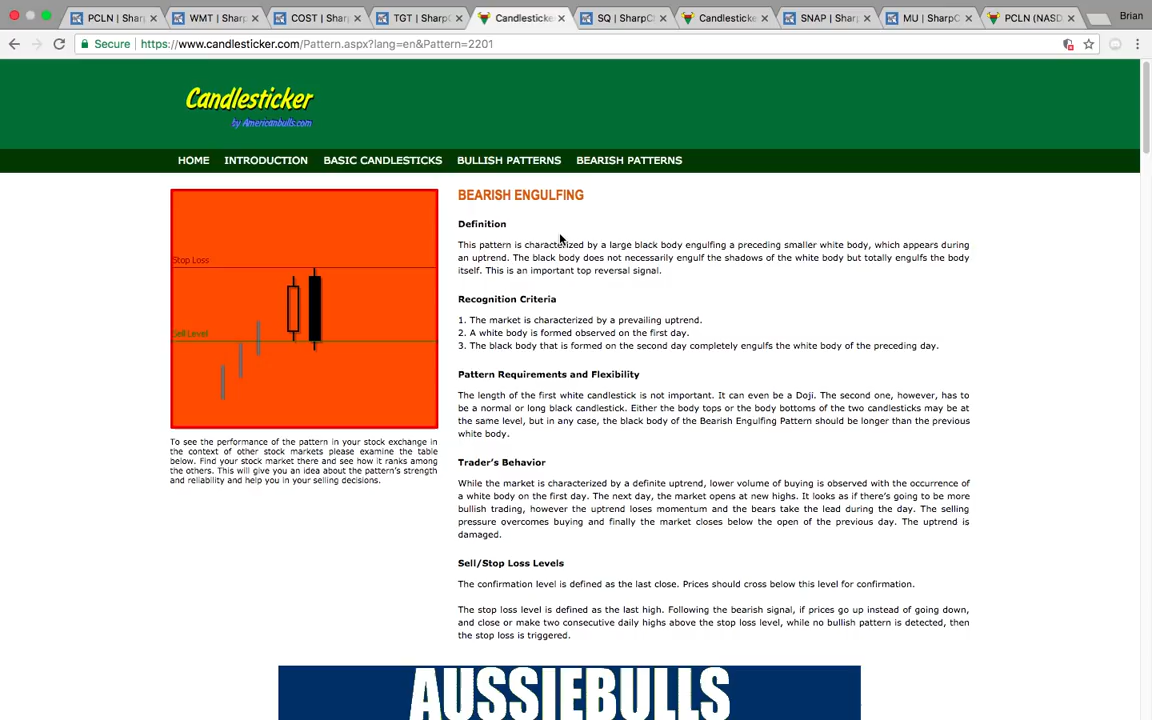 PCLN | Shar
WMT | Sharp
COST | Shar
TGT | Sharp
Candlesticke
SQ | SharpC
Candlesticke
SNAP | Shar
MU | SharpC
PCLN (NASD
Brian
Secure
https://www.candlesticker.com/Pattern.aspx?lang=en&Pattern=2201
Candlesticker
by Americanbulls.com
HOME INTRODUCTION BASIC CANDLESTICKS BULLISH PATTERNS BEARISH PATTERNS
Stop Loss
Sell Level
To see the performance of the pattern in your stock exchange in
the context of other stock markets please examine the table
below. Find your stock market there and see how it ranks among
the others. This will give you an idea about the pattern's strength
and reliability and help you in your selling decisions.
BEARISH ENGULFING
Definition
This pattern is characterized by a large black body engulfing a preceding smaller white body, which appears during
an uptrend. The black body does not necessarily engulf the shadows of the white body but totally engulfs the body
itself. This is an important top reversal signal.
Recognition Criteria
1. The market is characterized by a prevailing uptrend.
2. A white body is formed observed on the first day.
3. The black body that is formed on the second day completely engulfs the white body of the preceding day.
Pattern Requirements and Flexibility
The length of the first white candlestick is not important. It can even be a Doji. The second one, however, has to
be a normal or long black candlestick. Either the body tops or the body bottoms of the two candlesticks may be at
the same level, but in any case, the black body of the Bearish Engulfing Pattern should be longer than the previous
white body.
Trader's Behavior
While the market is characterized by a definite uptrend, lower volume of buying is observed with the occurrence of
a white body on the first day. The next day, the market opens at new highs. It looks as if there's going to be more
bullish trading, however the uptrend loses momentum and the bears take the lead during the day. The selling
pressure overcomes buying and finally the market closes below the open of the previous day. The uptrend is
damaged.
Sell/Stop Loss Levels
The confirmation level is defined as the last close. Prices should cross below this level for confirmation.
The stop loss level is defined as the last high. Following the bearish signal, if prices go up instead of going down,
and close or make two consecutive daily highs above the stop loss level, while no bullish pattern is detected, then
the stop loss is triggered.
AUSSIEBULLS